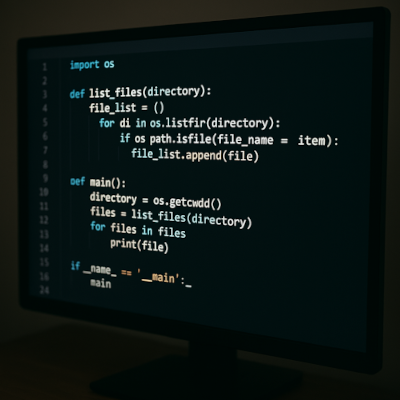 1 import os
2
3 def list_files(directory):
4 file_list = ()
5 for di in os.listfir(directory):
6 if os path.isfile(file_name = item):
7 file_list.append(file)
8
9 def main():
10 directory = os.getcwdd()
11 files = list_files(directory)
12 for files in files
13 print(file)
14
15 if __name_ == '__main':_
16 main
24